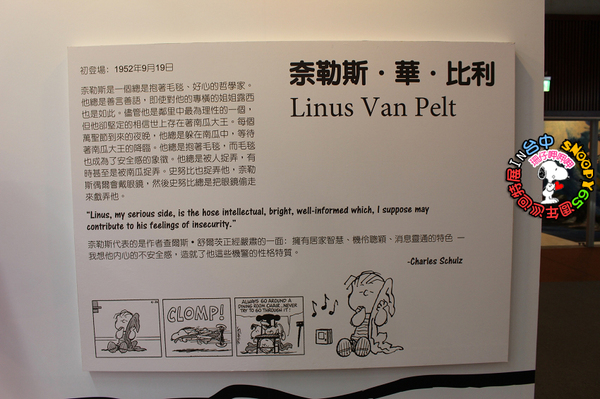 初登場：1952年9月19日
奈勒斯・華・比利
Linus Van Pelt
奈勒斯是一個總是抱著毛毯、好心的哲學家。
他總是善言善語，即使對他的專橫的姐姐露西
也是如此。儘管他是鄰里中最為理性的一個，
但他卻堅定的相信世上存在著南瓜大王。每個
萬聖節到來的夜晚，他總是躲在南瓜中，等待
著南瓜大王的降臨。他總是抱著毛毯，而毛毯
也成為了安全感的象徵。他總是被人捉弄，有
時甚至是被南瓜捉弄。史努比也捉弄他，奈勒
斯偶爾會戴眼鏡，然後史努比總是把眼鏡偷走
來戲弄他。
"Linus, my serious side, is the hose intellectual, bright, well-informed which, I suppose may
contribute to his feelings of insecurity."
奈勒斯代表的是作者查爾斯・舒爾茨正經嚴肅的一面：擁有居家智慧、機伶聰穎、消息靈通的特色 一
我想他內心的不安全感，造就了他這些機警的性格特質。
-Charles Schulz
CLOMP!
ALWAYS GO AROUND A
DINING ROOM CHAIR..NEVER
TRY TO GO THROUGH IT!
SNOOPY65
周年巡迴特展IN台中